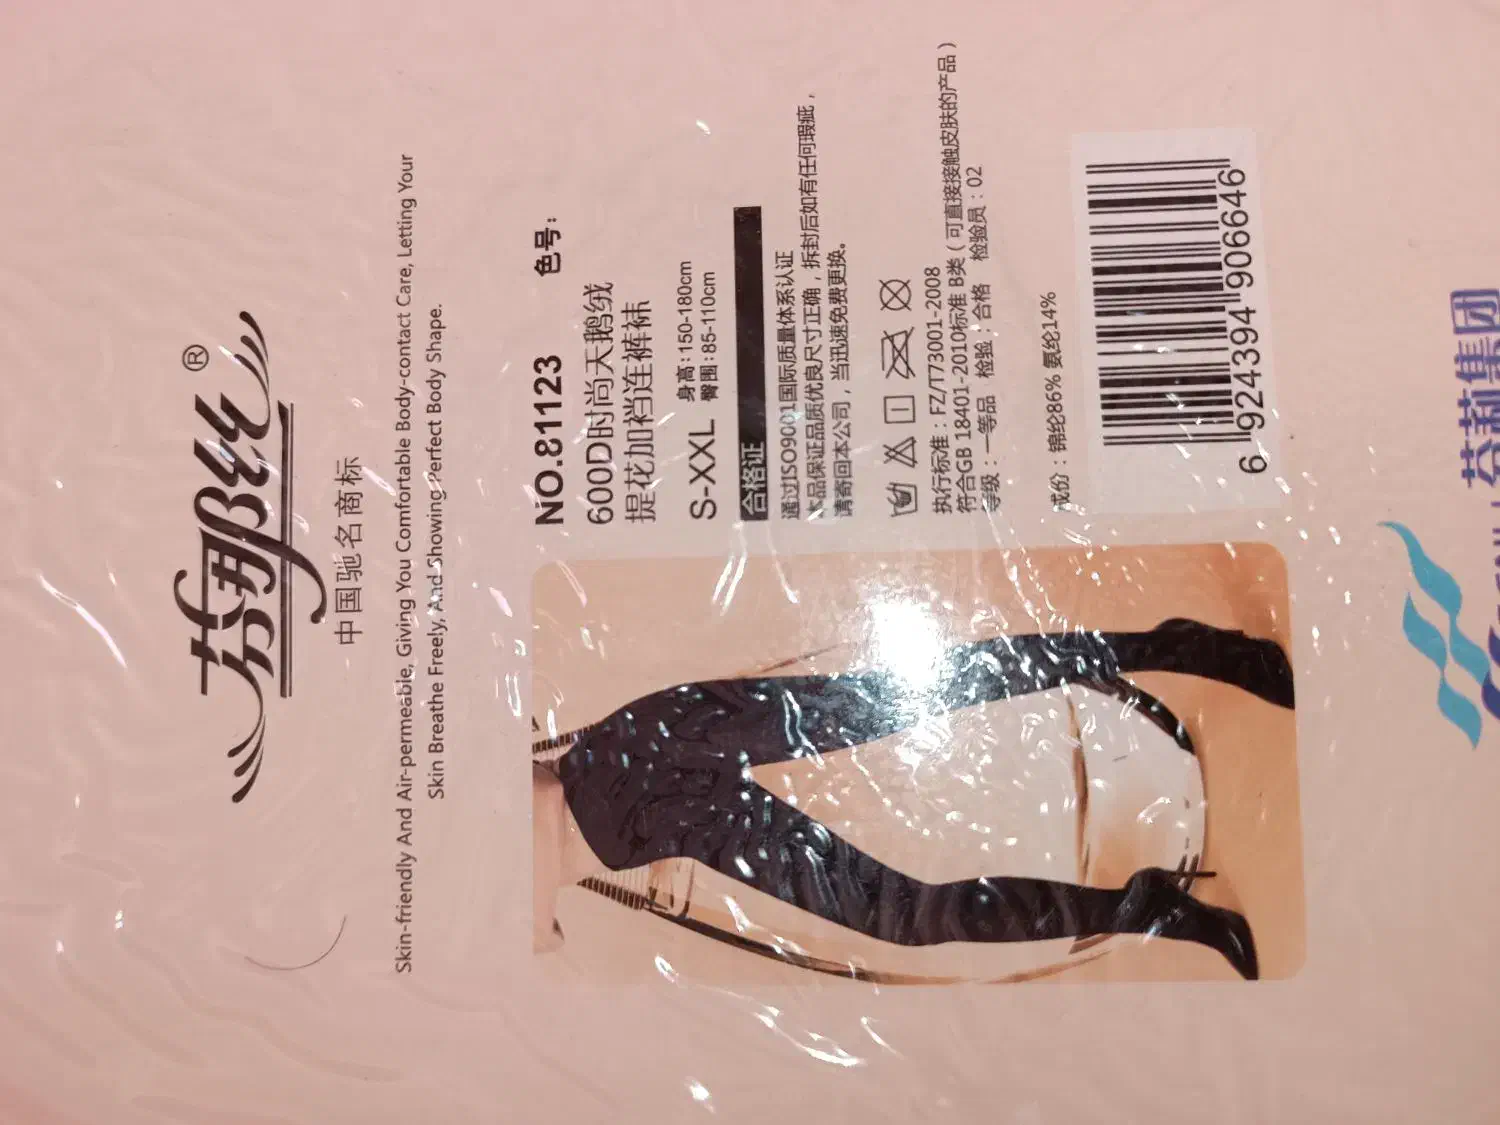 芬那丝®
中国驰名商标
Skin-friendly And Air-permeable, Giving You Comfortable Body-contact Care, Letting Your
Skin Breathe Freely, And Showing Perfect Body Shape.
NO.81123 色号：
600D时尚天鹅绒
提花加裆连裤袜
S-XXL 身高：150-180cm
臀围：85-110cm
合格证
通过ISO9001国际质量体系认证
本品保证品质优良尺寸正确，拆封后如有任何瑕疵，
请寄回本公司，当迅速免费更换。
执行标准：FZ/T73001-2008
符合GB 18401-2010标准 B类（可直接接触皮肤的产品）
等级：一等品 检验：合格 检验员：02
成份：锦纶86% 氨纶14%
6 924394 906646
芬莉集团